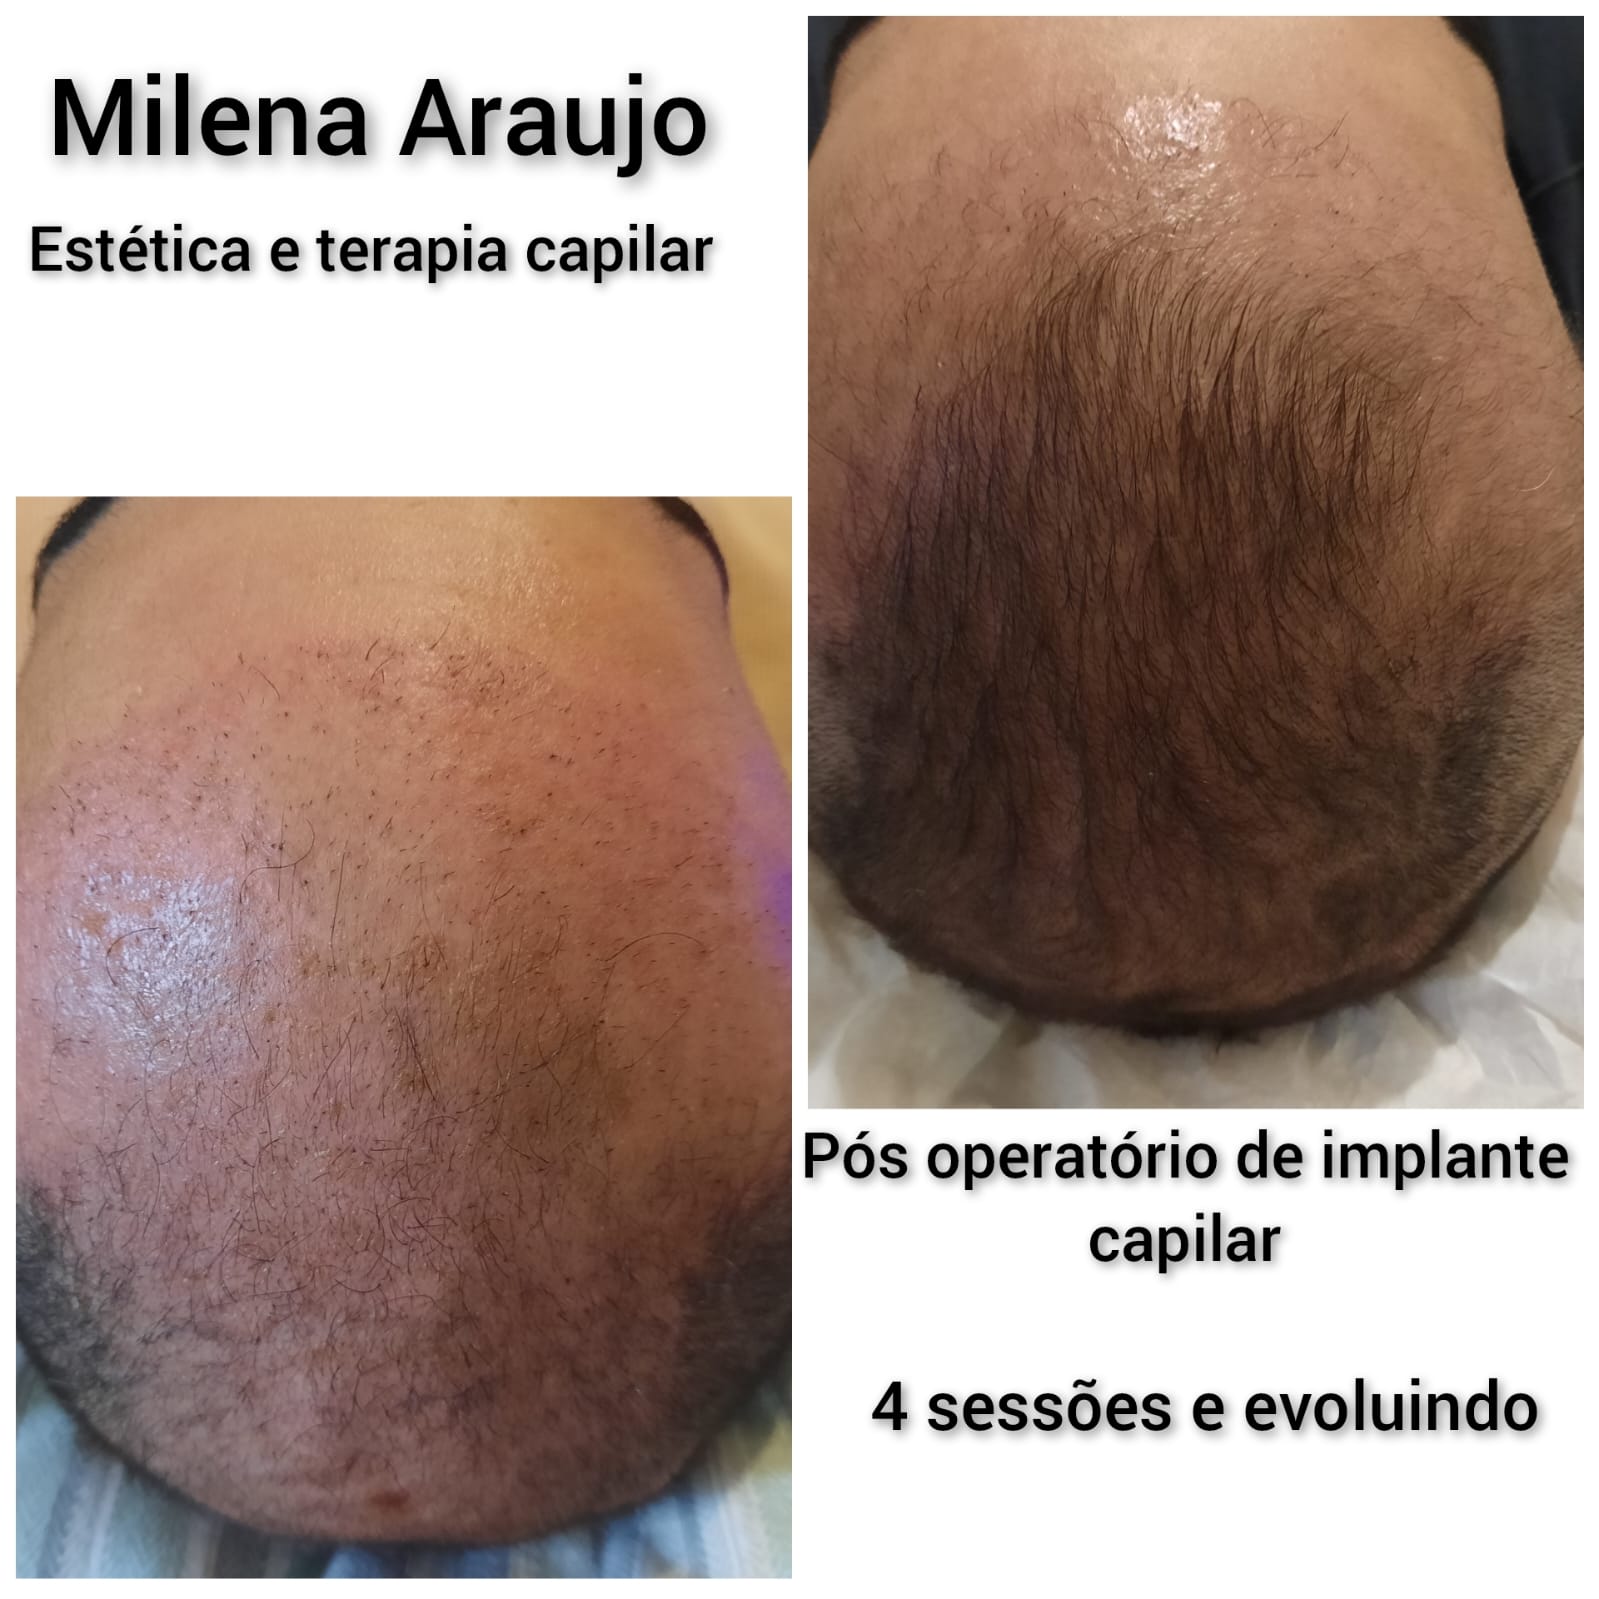 Milena Araujo
Estética e terapia capilar
Pós operatório de implante
capilar
4 sessões e evoluindo